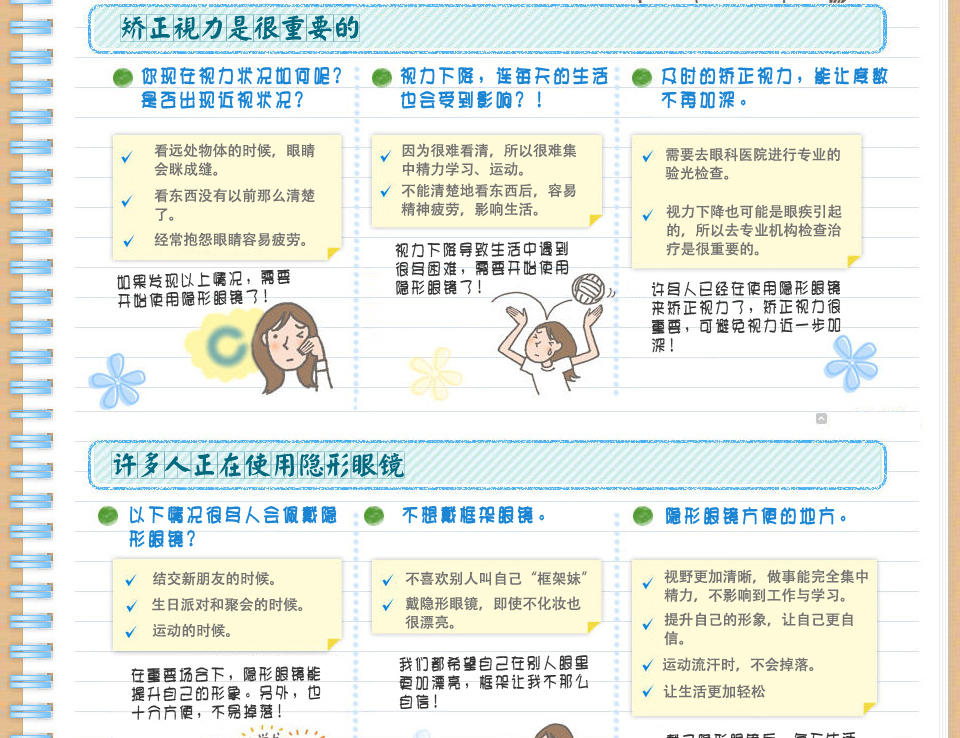 矫正视力是很重要的
你现在视力状况如何呢？
是否出现近视状况？
看远处物体的时候，眼睛
会眯成缝。
看东西没有以前那么清楚
了。
经常抱怨眼睛容易疲劳。
如果发现以上情况，需要
开始使用隐形眼镜了！
视力下降，连每天的生活
也会受到影响？！
因为很难看清，所以很难集
中精力学习、运动。
不能清楚地看东西后，容易
精神疲劳，影响生活。
视力下降导致生活中遇到
很多困难，需要开始使用
隐形眼镜了！
及时的矫正视力，能让度数
不再加深。
需要去眼科医院进行专业的
验光检查。
视力下降也可能是眼疾引起
的，所以去专业机构检查治
疗是很重要的。
许多人已经在使用隐形眼镜
来矫正视力了，矫正视力很
重要，可避免视力近一步加
深！
许多人正在使用隐形眼镜
以下情况很多人会佩戴隐
形眼镜？
结交新朋友的时候。
生日派对和聚会的时候。
运动的时候。
在重要场合下，隐形眼镜能
提升自己的形象。另外，也
十分方便，不易掉落！
不想戴框架眼镜。
不喜欢别人叫自己“框架妹”
戴隐形眼镜，即使不化妆也
很漂亮。
我们都希望自己在别人眼里
更加漂亮，框架让我不那么
自信！
隐形眼镜方便的地方。
视野更加清晰，做事能完全集中
精力，不影响到工作与学习。
提升自己的形象，让自己更自
信。
运动流汗时，不会掉落。
让生活更加轻松